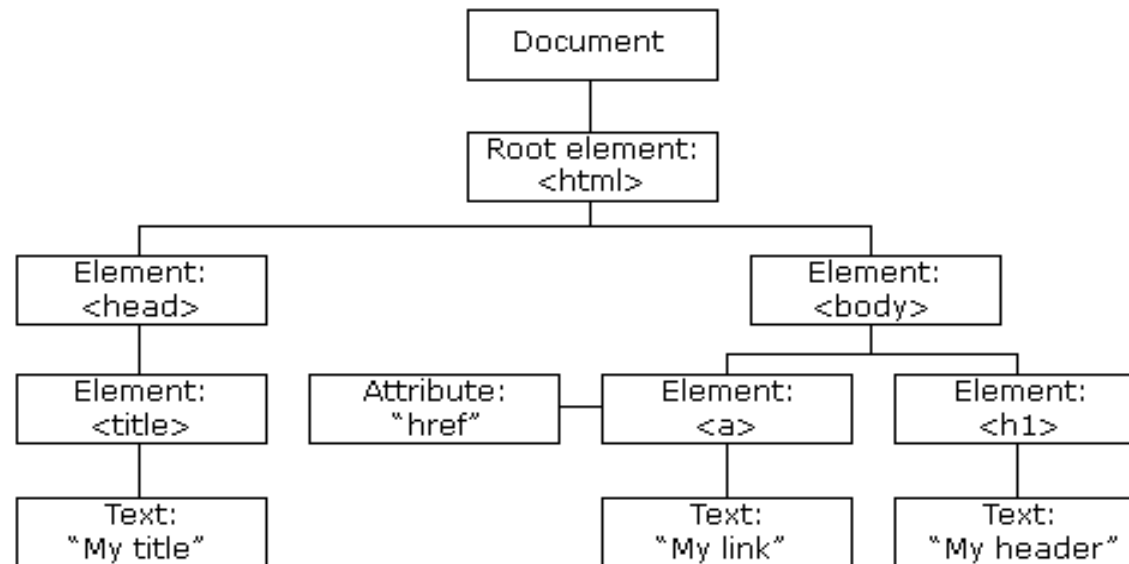 Document
Root element:
<html>
Element:
<head>
Element:
<body>
Element:
<title>
Attribute:
“href”
Element:
<a>
Element:
<h1>
Text:
“My title”
Text:
“My link”
Text:
“My header”